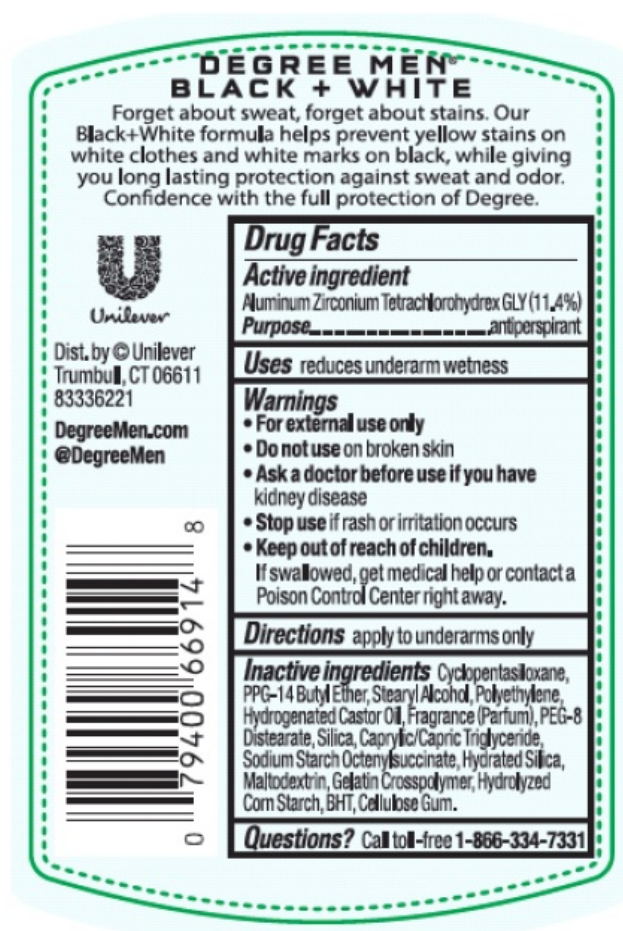 DEGREE MEN®
BLACK + WHITE
Forget about sweat, forget about stains. Our
Black+White formula helps prevent yellow stains on
white clothes and white marks on black, while giving
you long lasting protection against sweat and odor.
Confidence with the full protection of Degree.
Unilever
Dist. by © Unilever
Trumbull, CT 06611
83336221
DegreeMen.com
@DegreeMen
0 79400 66914 8
Drug Facts
Active ingredient
Aluminum Zirconium Tetrachlorohydrex GLY (11.4%)
Purpose                    antiperspirant
Uses reduces underarm wetness
Warnings
• For external use only
• Do not use on broken skin
• Ask a doctor before use if you have
kidney disease
• Stop use if rash or irritation occurs
• Keep out of reach of children.
If swallowed, get medical help or contact a
Poison Control Center right away.
Directions apply to underarms only
Inactive ingredients Cyclopentasiloxane,
PPG-14 Butyl Ether, Stearyl Alcohol, Polyethylene,
Hydrogenated Castor Oil, Fragrance (Parfum), PEG-8
Distearate, Silica, Caprylic/Capric Triglyceride,
Sodium Starch Octenylsuccinate, Hydrated Silica,
Maltodextrin, Gelatin Crosspolymer, Hydrolyzed
Corn Starch, BHT, Cellulose Gum.
Questions? Call toll-free 1-866-334-7331